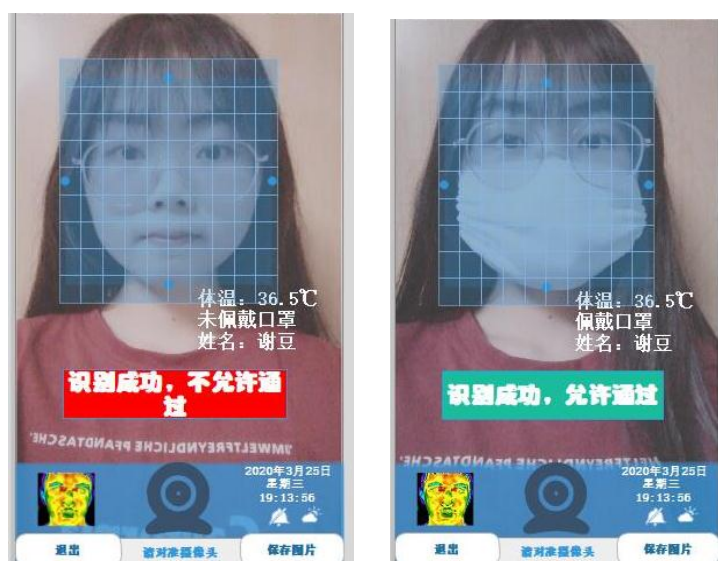 体温：36.5℃
未佩戴口罩
姓名：谢豆
识别成功，不允许通
过
2020年3月25日
星期三
19:13:56
退出
请对准摄像头
保存图片
体温：36.5℃
佩戴口罩
姓名：谢豆
识别成功，允许通过
2020年3月25日
星期三
19:13:56
退出
请对准摄像头
保存图片